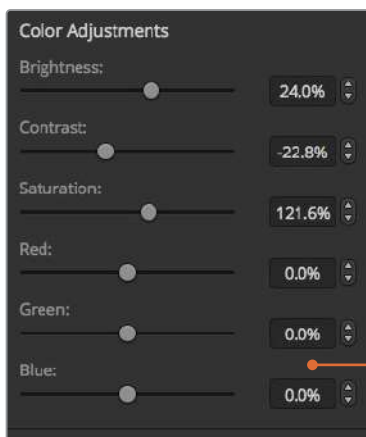 Color Adjustments
Brightness:
24.0%
Contrast:
-22.8%
Saturation:
121.6%
Red:
0.0%
Green:
0.0%
Blue:
0.0%